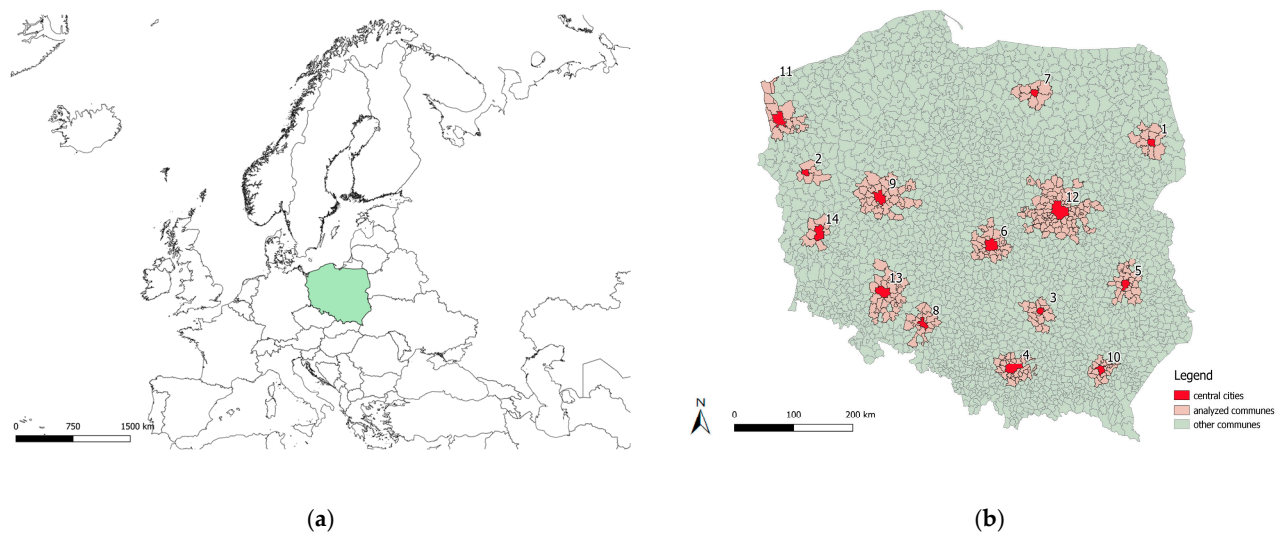 0 750 1500 km
(a)
11
7
1
2
9
12
14
6
13
5
3
8
4
10
Legend
central cities
analyzed communes
other communes
N
0 100 200 km
(b)